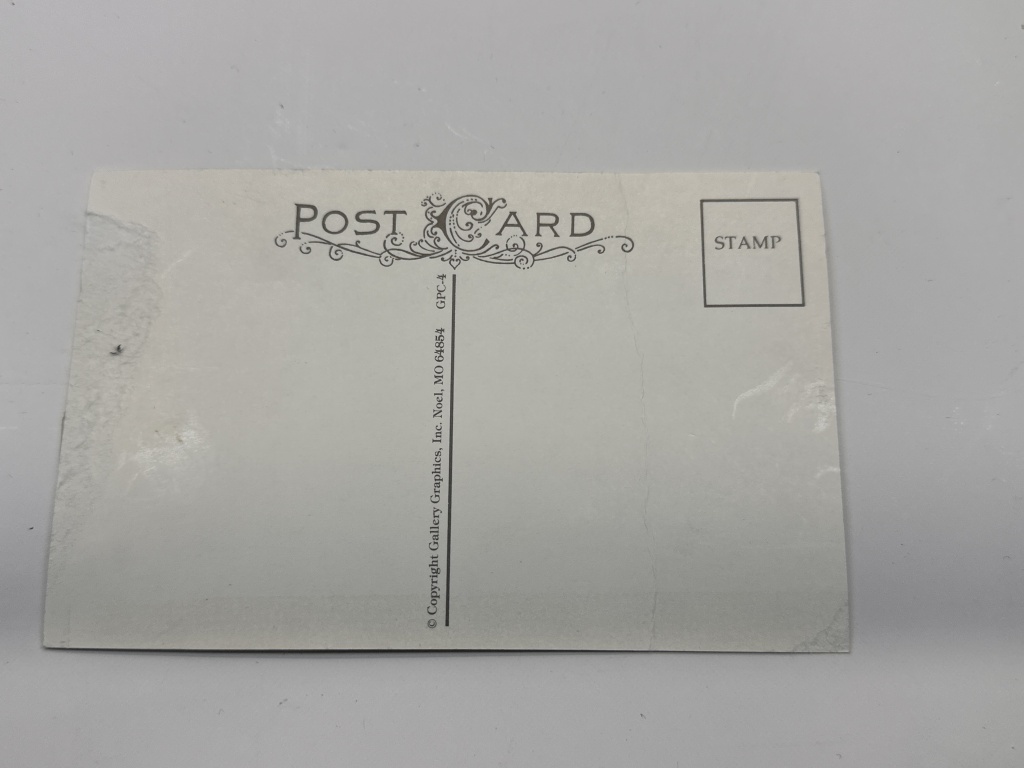 POST CARD
STAMP
© Copyright Gallery Graphics, Inc. Noel, MO 64854 GPC-4